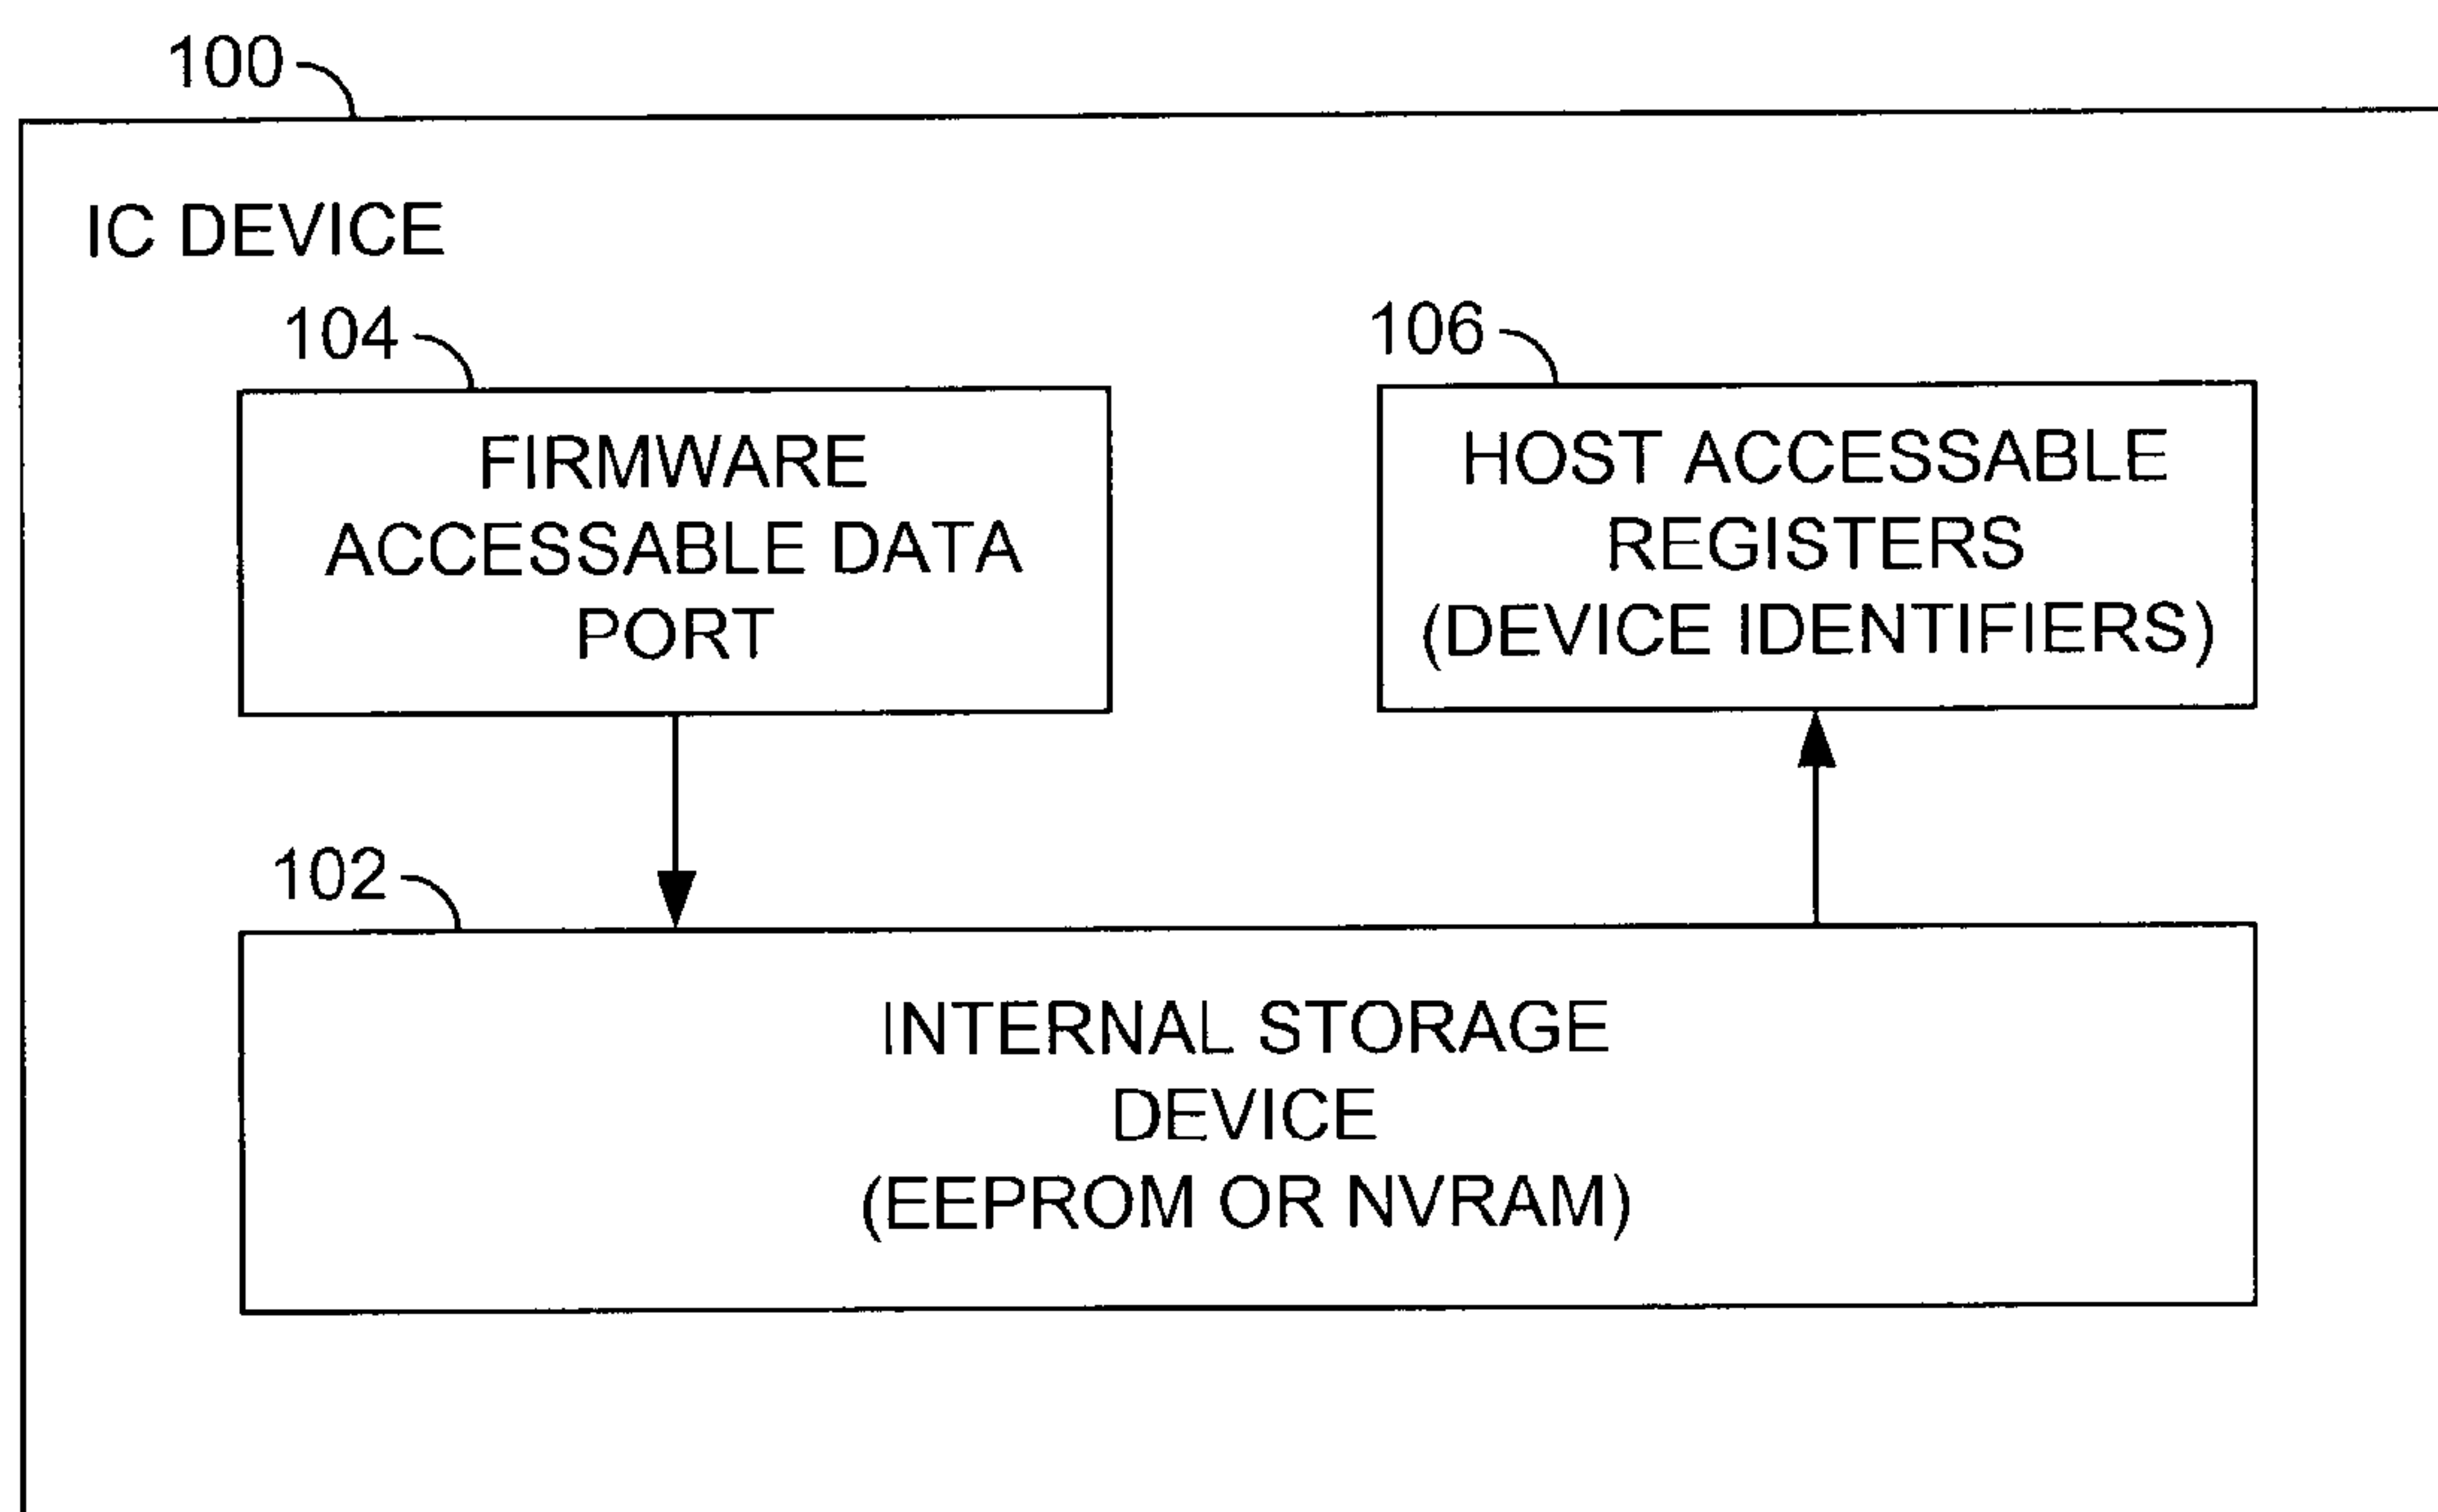 100
IC DEVICE
104
FIRMWARE
ACCESSABLE DATA
PORT
106
HOST ACCESSABLE
REGISTERS
(DEVICE IDENTIFIERS)
102
INTERNAL STORAGE
DEVICE
(EEPROM OR NVRAM)